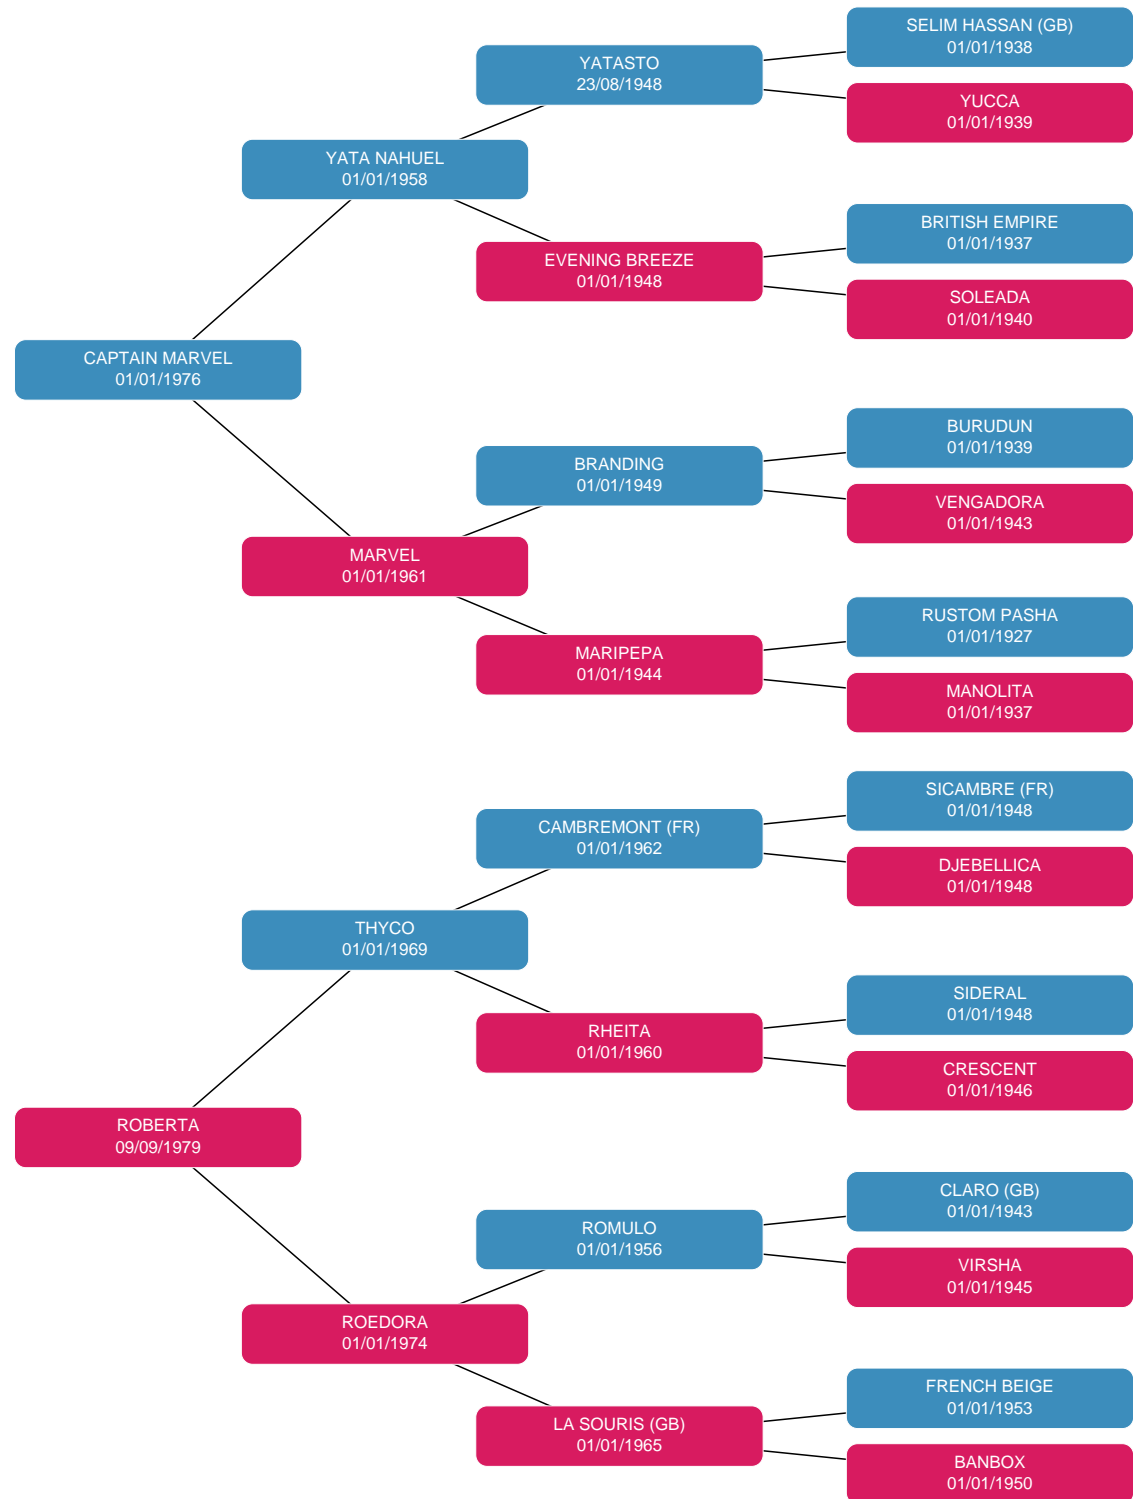 SELIM HASSAN (GB)
01/01/1938
YATASTO
23/08/1948
YUCCA
01/01/1939
YATA NAHUEL
01/01/1958
BRITISH EMPIRE
01/01/1937
EVENING BREEZE
01/01/1948
SOLEADA
01/01/1940
CAPTAIN MARVEL
01/01/1976
BURUDUN
01/01/1939
BRANDING
01/01/1949
VENGADORA
01/01/1943
MARVEL
01/01/1961
RUSTOM PASHA
01/01/1927
MARIPEPA
01/01/1944
MANOLITA
01/01/1937
SICAMBRE (FR)
01/01/1948
CAMBREMONT (FR)
01/01/1962
DJEBELLICA
01/01/1948
THYCO
01/01/1969
SIDERAL
01/01/1948
RHEITA
01/01/1960
CRESCENT
01/01/1946
ROBERTA
09/09/1979
CLARO (GB)
01/01/1943
ROMULO
01/01/1956
VIRSHA
01/01/1945
ROEDORA
01/01/1974
FRENCH BEIGE
01/01/1953
LA SOURIS (GB)
01/01/1965
BANBOX
01/01/1950